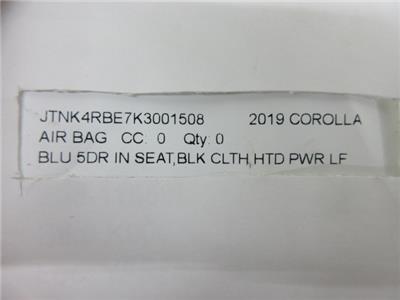 JTNK4RBE7K3001508 2019 COROLLA
AIR BAG CC: 0 Qty: 0
BLU 5DR IN SEAT,BLK CLTH,HTD PWR LF